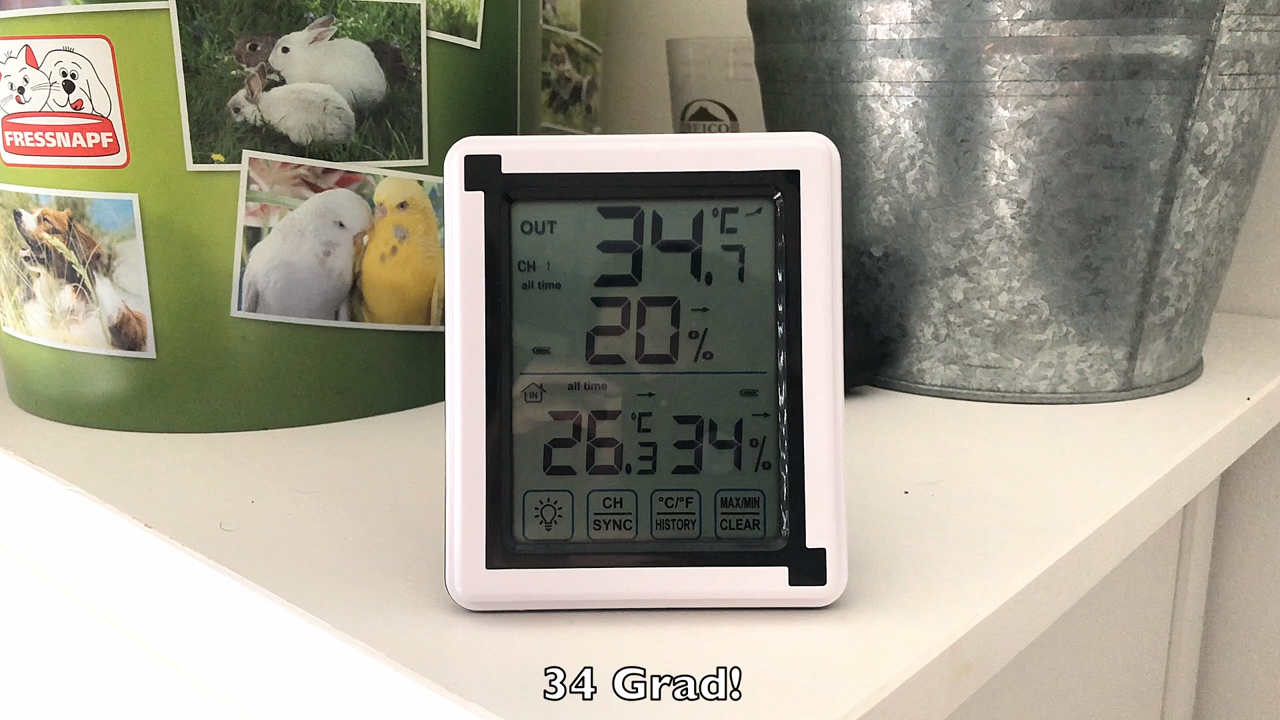 FRESSNAPF
OUT
34.7 °C
CH 1
all time
20 %
IN
all time
26.3 °C 34 %
CH
SYNC
°C/°F
HISTORY
MAX/MIN
CLEAR
34 Grad!